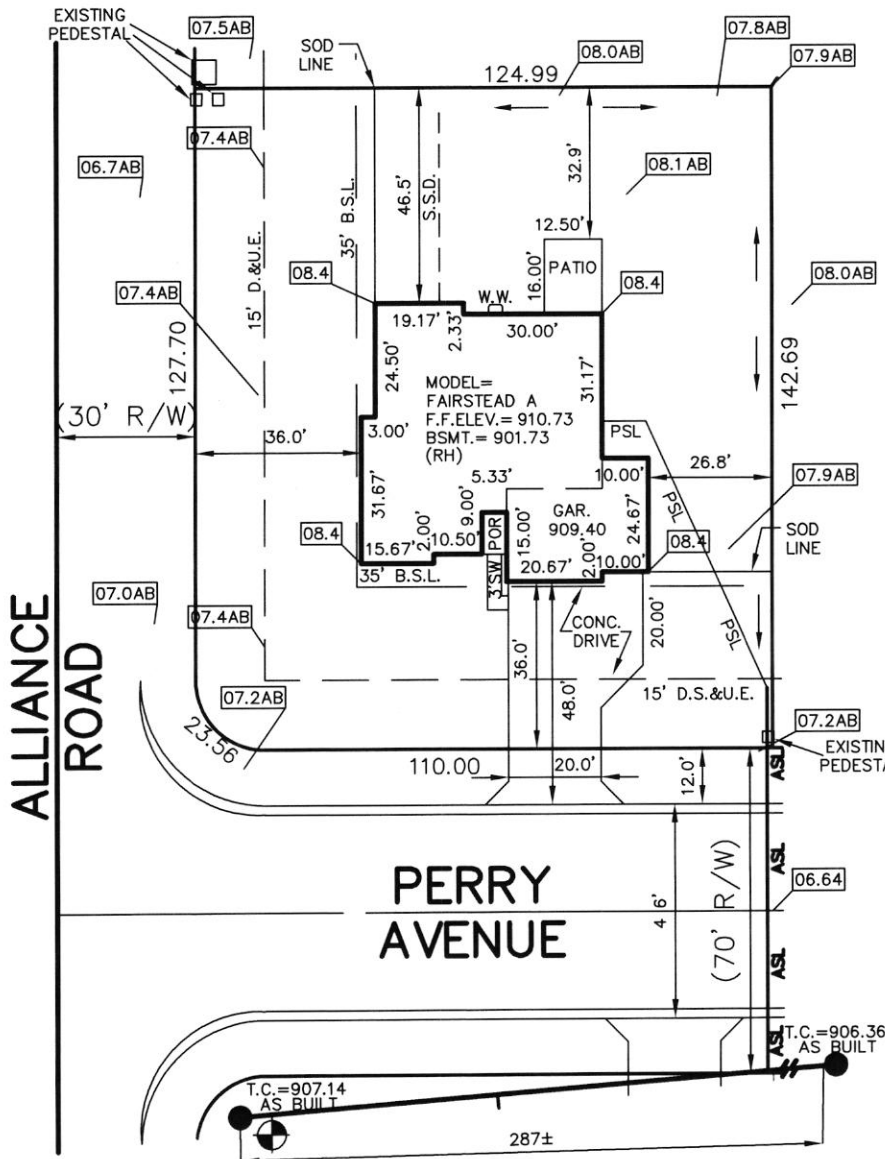 EXISTING
PEDESTAL
07.5AB
SOD
LINE
124.99
08.0AB
07.8AB
07.9AB
06.7AB
07.4AB
46.5'
S.S.D.
35' B.S.L.
32.9'
08.1AB
12.50'
16.00'
PATIO
15' D.&U.E.
08.4
W.W.
08.4
08.0AB
07.4AB
127.70
19.17'
2.33'
30.00'
24.50'
31.17'
142.69
MODEL=
FAIRSTEAD A
F.F.ELEV.= 910.73
BSMT.= 901.73
(RH)
(30' R/W)
36.0'
3.00'
5.33'
PSL
10.00'
26.8'
PSL
07.9AB
31.67'
9.00'
GAR.
909.40
24.67'
SOD
LINE
08.4
15.67'
2.00'
10.50'
POR
15.00'
20.67'
2.00'
10.00'
08.4
35' B.S.L.
3'SW
07.0AB
07.4AB
CONC.
DRIVE
20.00'
PSL
36.0'
48.0'
15' D.S.&U.E.
ALLIANCE
ROAD
07.2AB
23.56
07.2AB
EXISTIN
PEDEST
110.00
20.0'
12.0'
ASL
PERRY
AVENUE
4 6'
(70' R/W)
ASL
06.64
ASL
ASL
T.C.=906.36
AS BUILT
T.C.=907.14
AS BUILT
287±